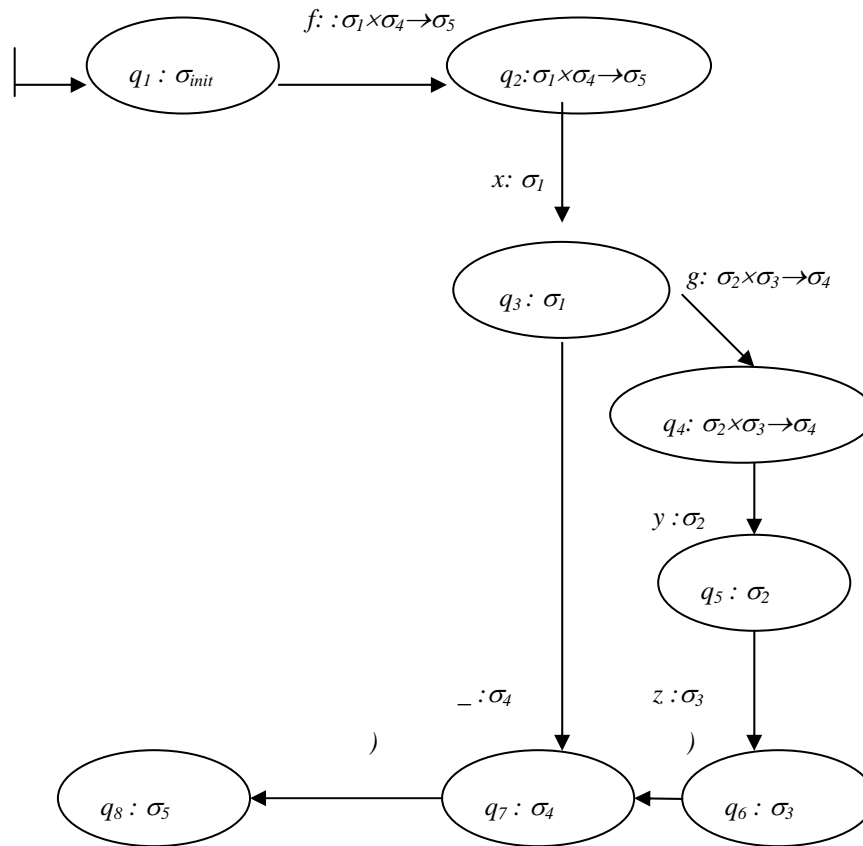 f: : σ1×σ4→σ5
q1 : σinit
q2:σ1×σ4→σ5
x: σ1
g: σ2×σ3→σ4
q3 : σ1
q4: σ2×σ3→σ4
y :σ2
q5 : σ2
_ :σ4
z :σ3
)
)
q8 : σ5
q7 : σ4
q6 : σ3